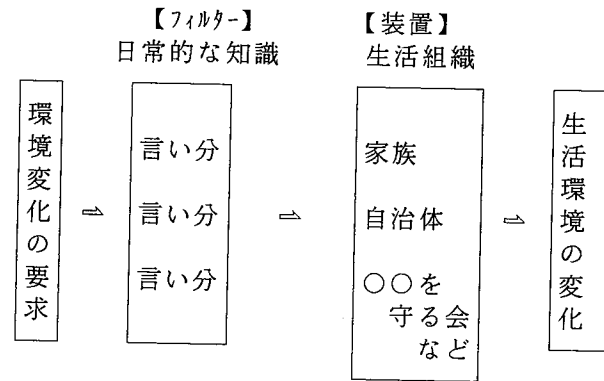 【フィルター】
日常的な知識
【装置】
生活組織
環境変化の要求
⇒
言い分
言い分
言い分
⇒
家族
自治体
○○を
守る会
など
⇒
生活環境の変化